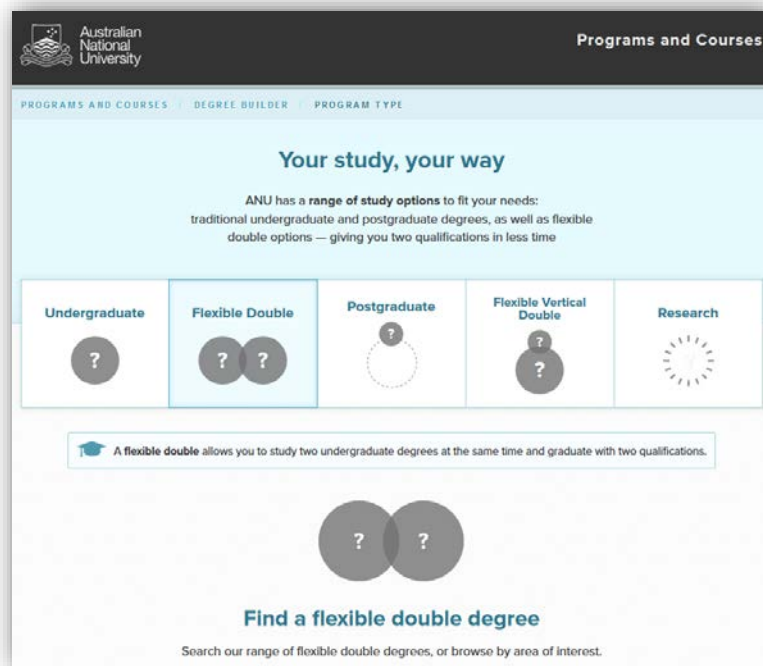 Australian
National
University
Programs and Courses
PROGRAMS AND COURSES / DEGREE BUILDER / PROGRAM TYPE
Your study, your way
ANU has a range of study options to fit your needs:
traditional undergraduate and postgraduate degrees, as well as flexible
double options — giving you two qualifications in less time
Undergraduate
?
Flexible Double
? ?
Postgraduate
?
Flexible Vertical
Double
?
?
Research
A flexible double allows you to study two undergraduate degrees at the same time and graduate with two qualifications.
? ?
Find a flexible double degree
Search our range of flexible double degrees, or browse by area of interest.